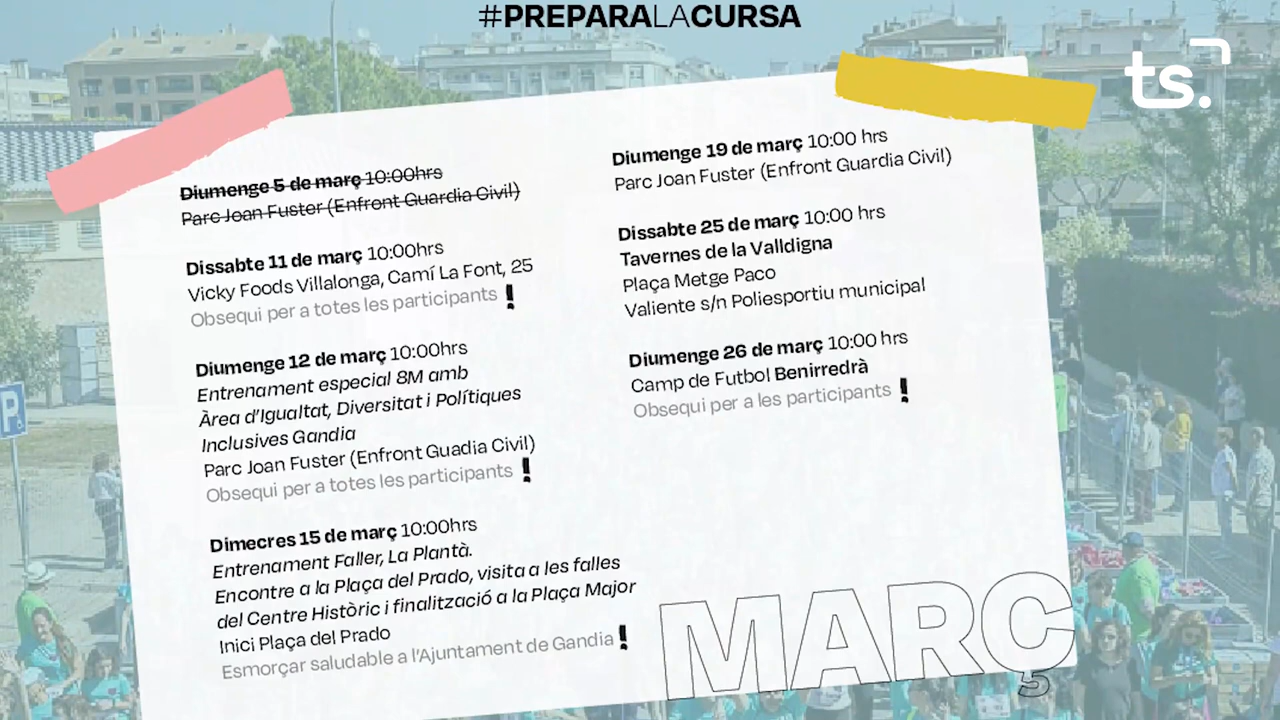 #PREPARALACURSA
ts.
Diumenge 5 de març 10:00hrs
Parc Joan Fuster (Enfront Guardia Civil)
Dissabte 11 de març 10:00hrs
Vicky Foods Villalonga, Camí La Font, 25
Obsequi per a totes les participants !
Diumenge 12 de març 10:00hrs
Entrenament especial 8M amb
Àrea d'Igualtat, Diversitat i Polítiques
Inclusives Gandia
Parc Joan Fuster (Enfront Guadia Civil)
Obsequi per a totes les participants !
Dimecres 15 de març 10:00hrs
Entrenament Faller, La Plantà.
Encontre a la Plaça del Prado, visita a les falles
del Centre Històric i finalització a la Plaça Major
Inici Plaça del Prado
Esmorçar saludable a l'Ajuntament de Gandia !
Diumenge 19 de març 10:00 hrs
Parc Joan Fuster (Enfront Guardia Civil)
Dissabte 25 de març 10:00 hrs
Tavernes de la Valldigna
Plaça Metge Paco
Valiente s/n Poliesportiu municipal
Diumenge 26 de març 10:00 hrs
Camp de Futbol Benirredrà
Obsequi per a les participants !
MARÇ
P